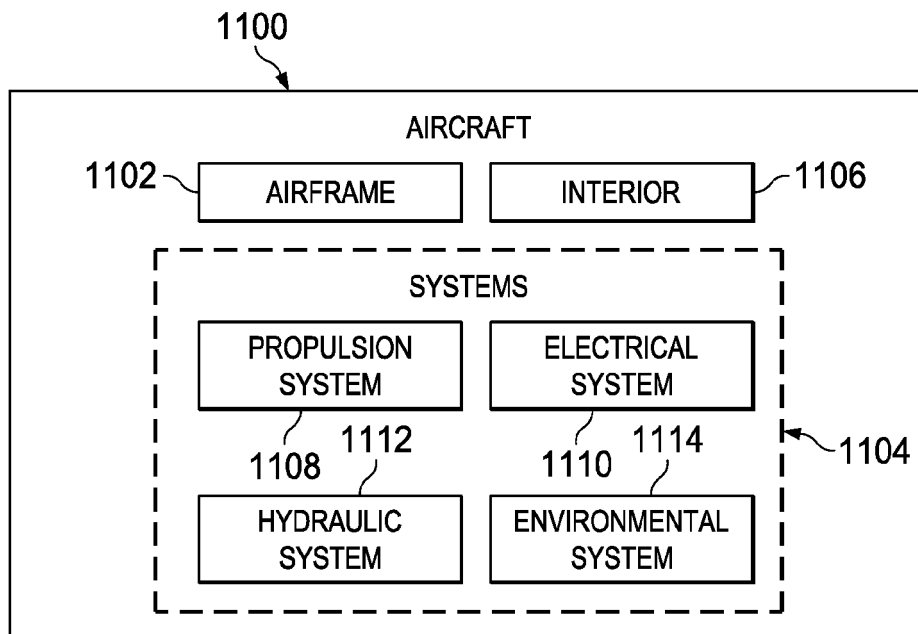 1100
AIRCRAFT
1102
AIRFRAME
INTERIOR
1106
SYSTEMS
PROPULSION
SYSTEM
ELECTRICAL
SYSTEM
1108
1112
1110
1114
1104
HYDRAULIC
SYSTEM
ENVIRONMENTAL
SYSTEM